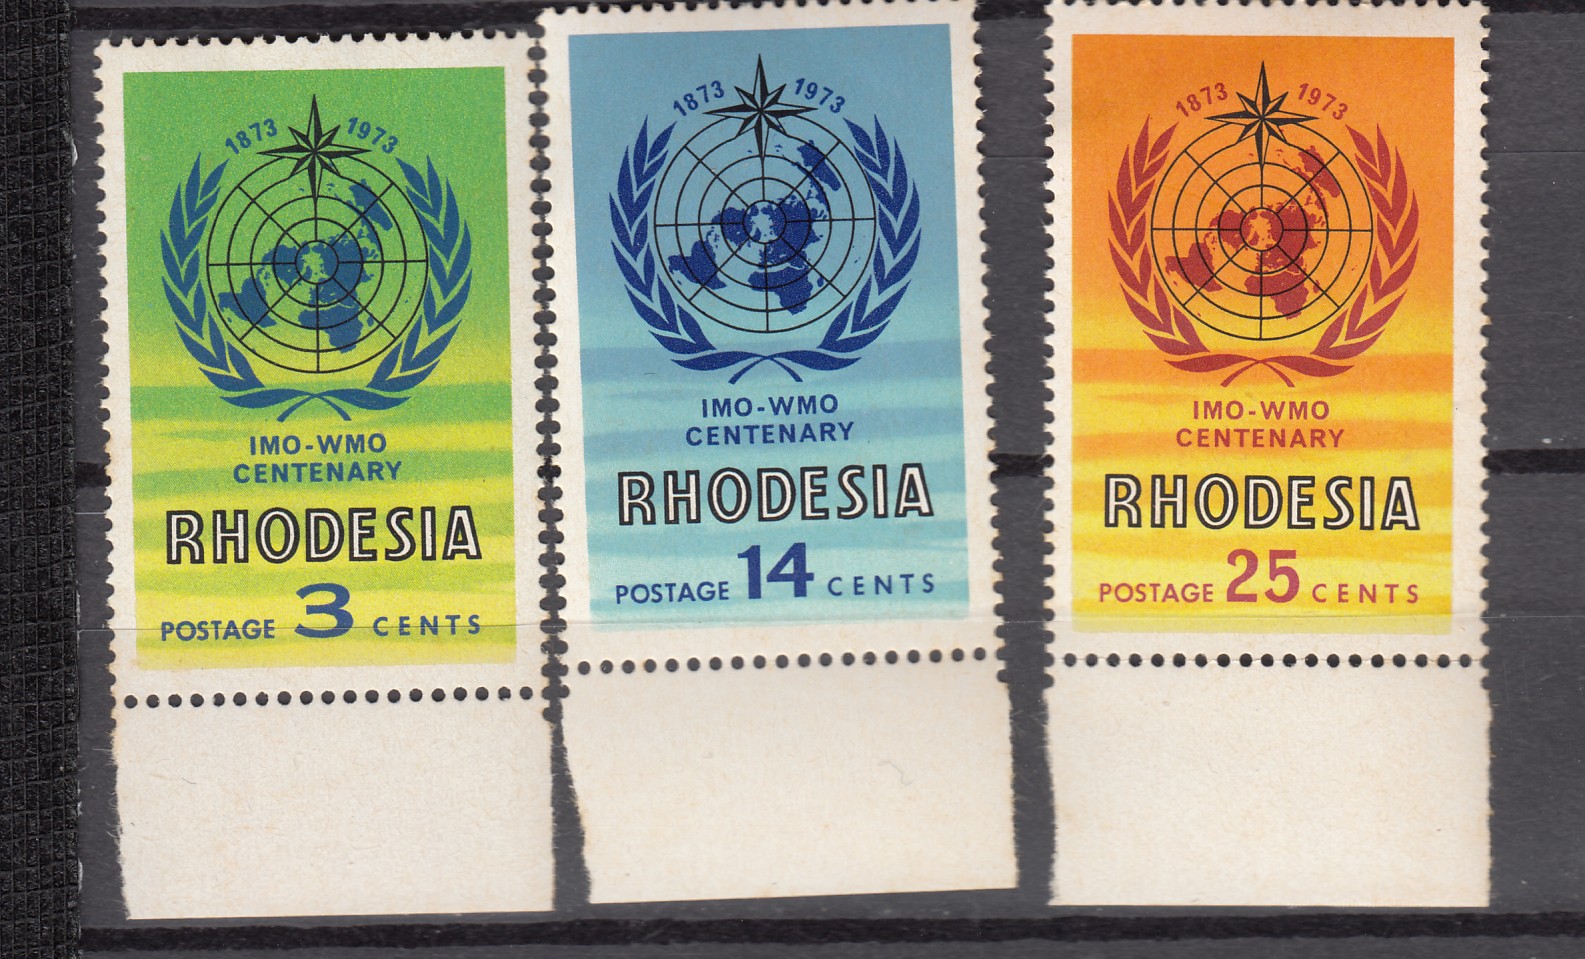 1873 1973
IMO-WMO
CENTENARY
RHODESIA
POSTAGE 3 CENTS
1873 1973
IMO-WMO
CENTENARY
RHODESIA
POSTAGE 14 CENTS
1873 1973
IMO-WMO
CENTENARY
RHODESIA
POSTAGE 25 CENTS